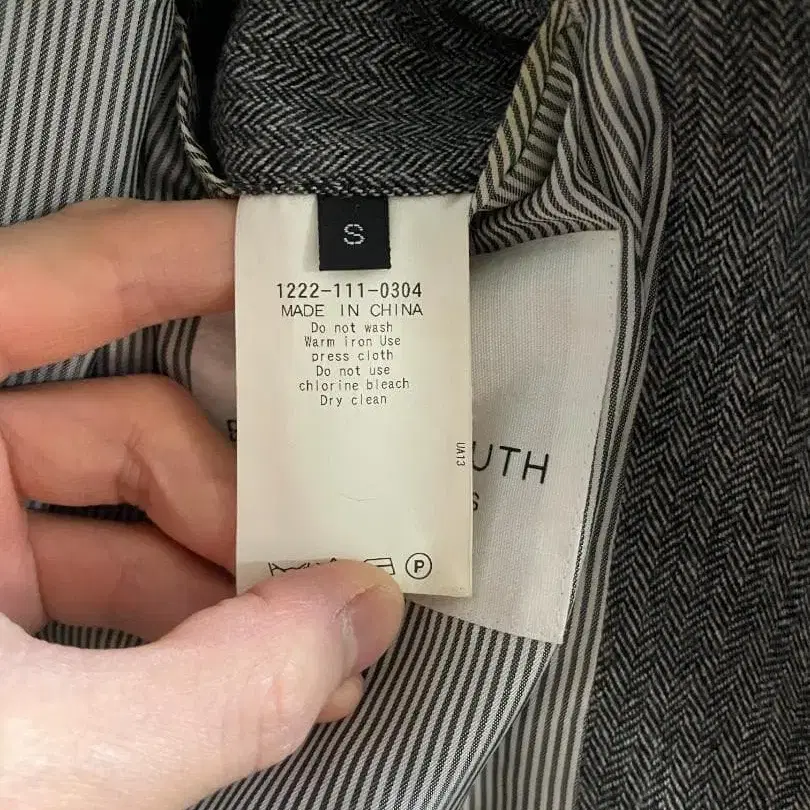 S
1222-111-0304
MADE IN CHINA
Do not wash
Warm iron Use
press cloth
Do not use
chlorine bleach
Dry clean
UA13
UTH
S
P